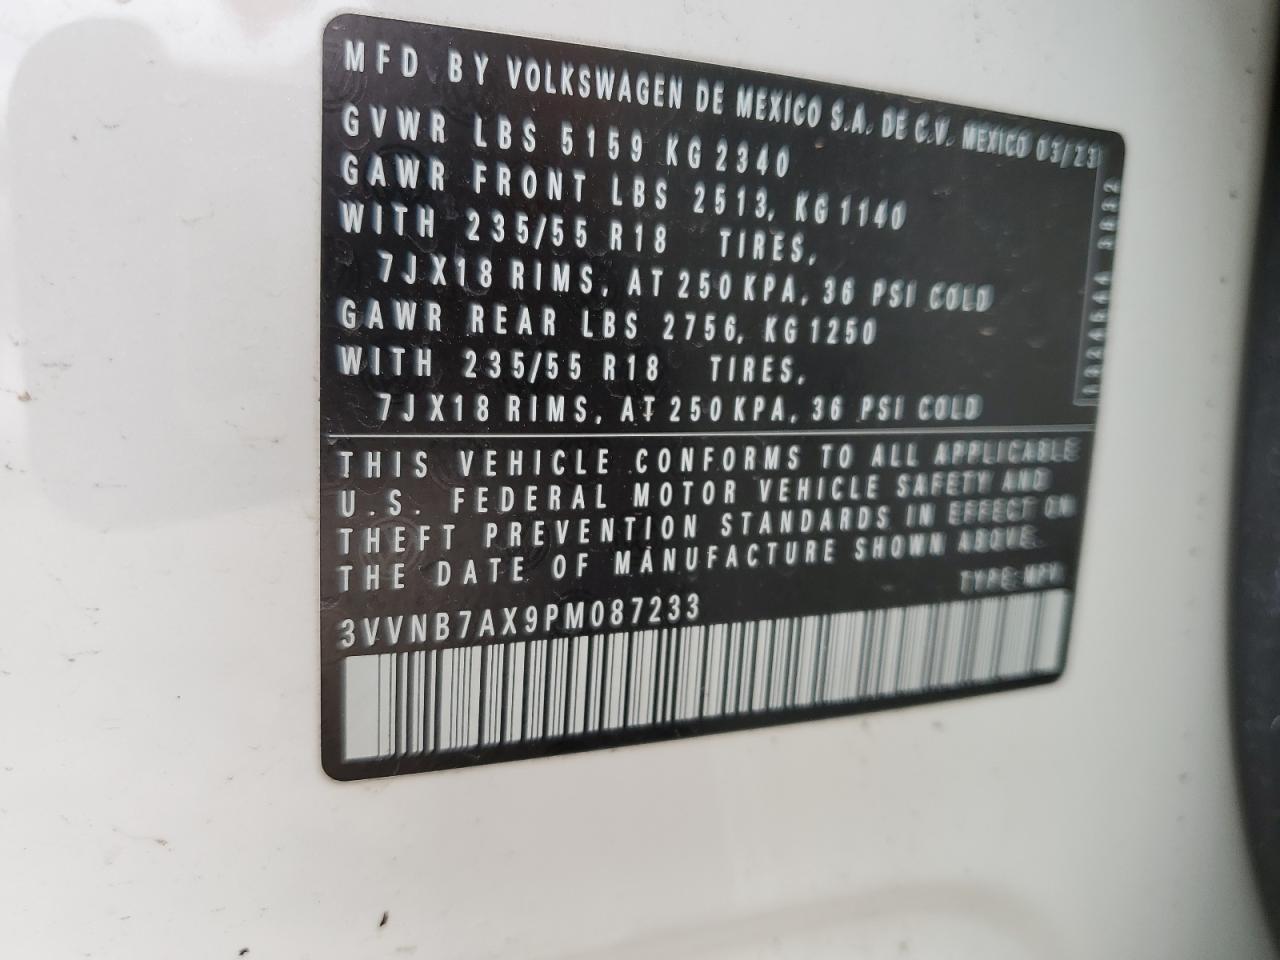 MFD BY VOLKSWAGEN DE MEXICO S.A. DE C.V. MEXICO 03/23
GVWR LBS 5159 KG 2340
GAWR FRONT LBS 2513, KG 1140
WITH 235/55 R18 TIRES,
7JX18 RIMS, AT 250 KPA, 36 PSI COLD
GAWR REAR LBS 2756, KG 1250
WITH 235/55 R18 TIRES,
7JX18 RIMS, AT 250 KPA, 36 PSI COLD
THIS VEHICLE CONFORMS TO ALL APPLICABLE
U.S. FEDERAL MOTOR VEHICLE SAFETY AND
THEFT PREVENTION STANDARDS IN EFFECT ON
THE DATE OF MANUFACTURE SHOWN ABOVE.
TYPE: MPV
3VVNB7AX9PM087233